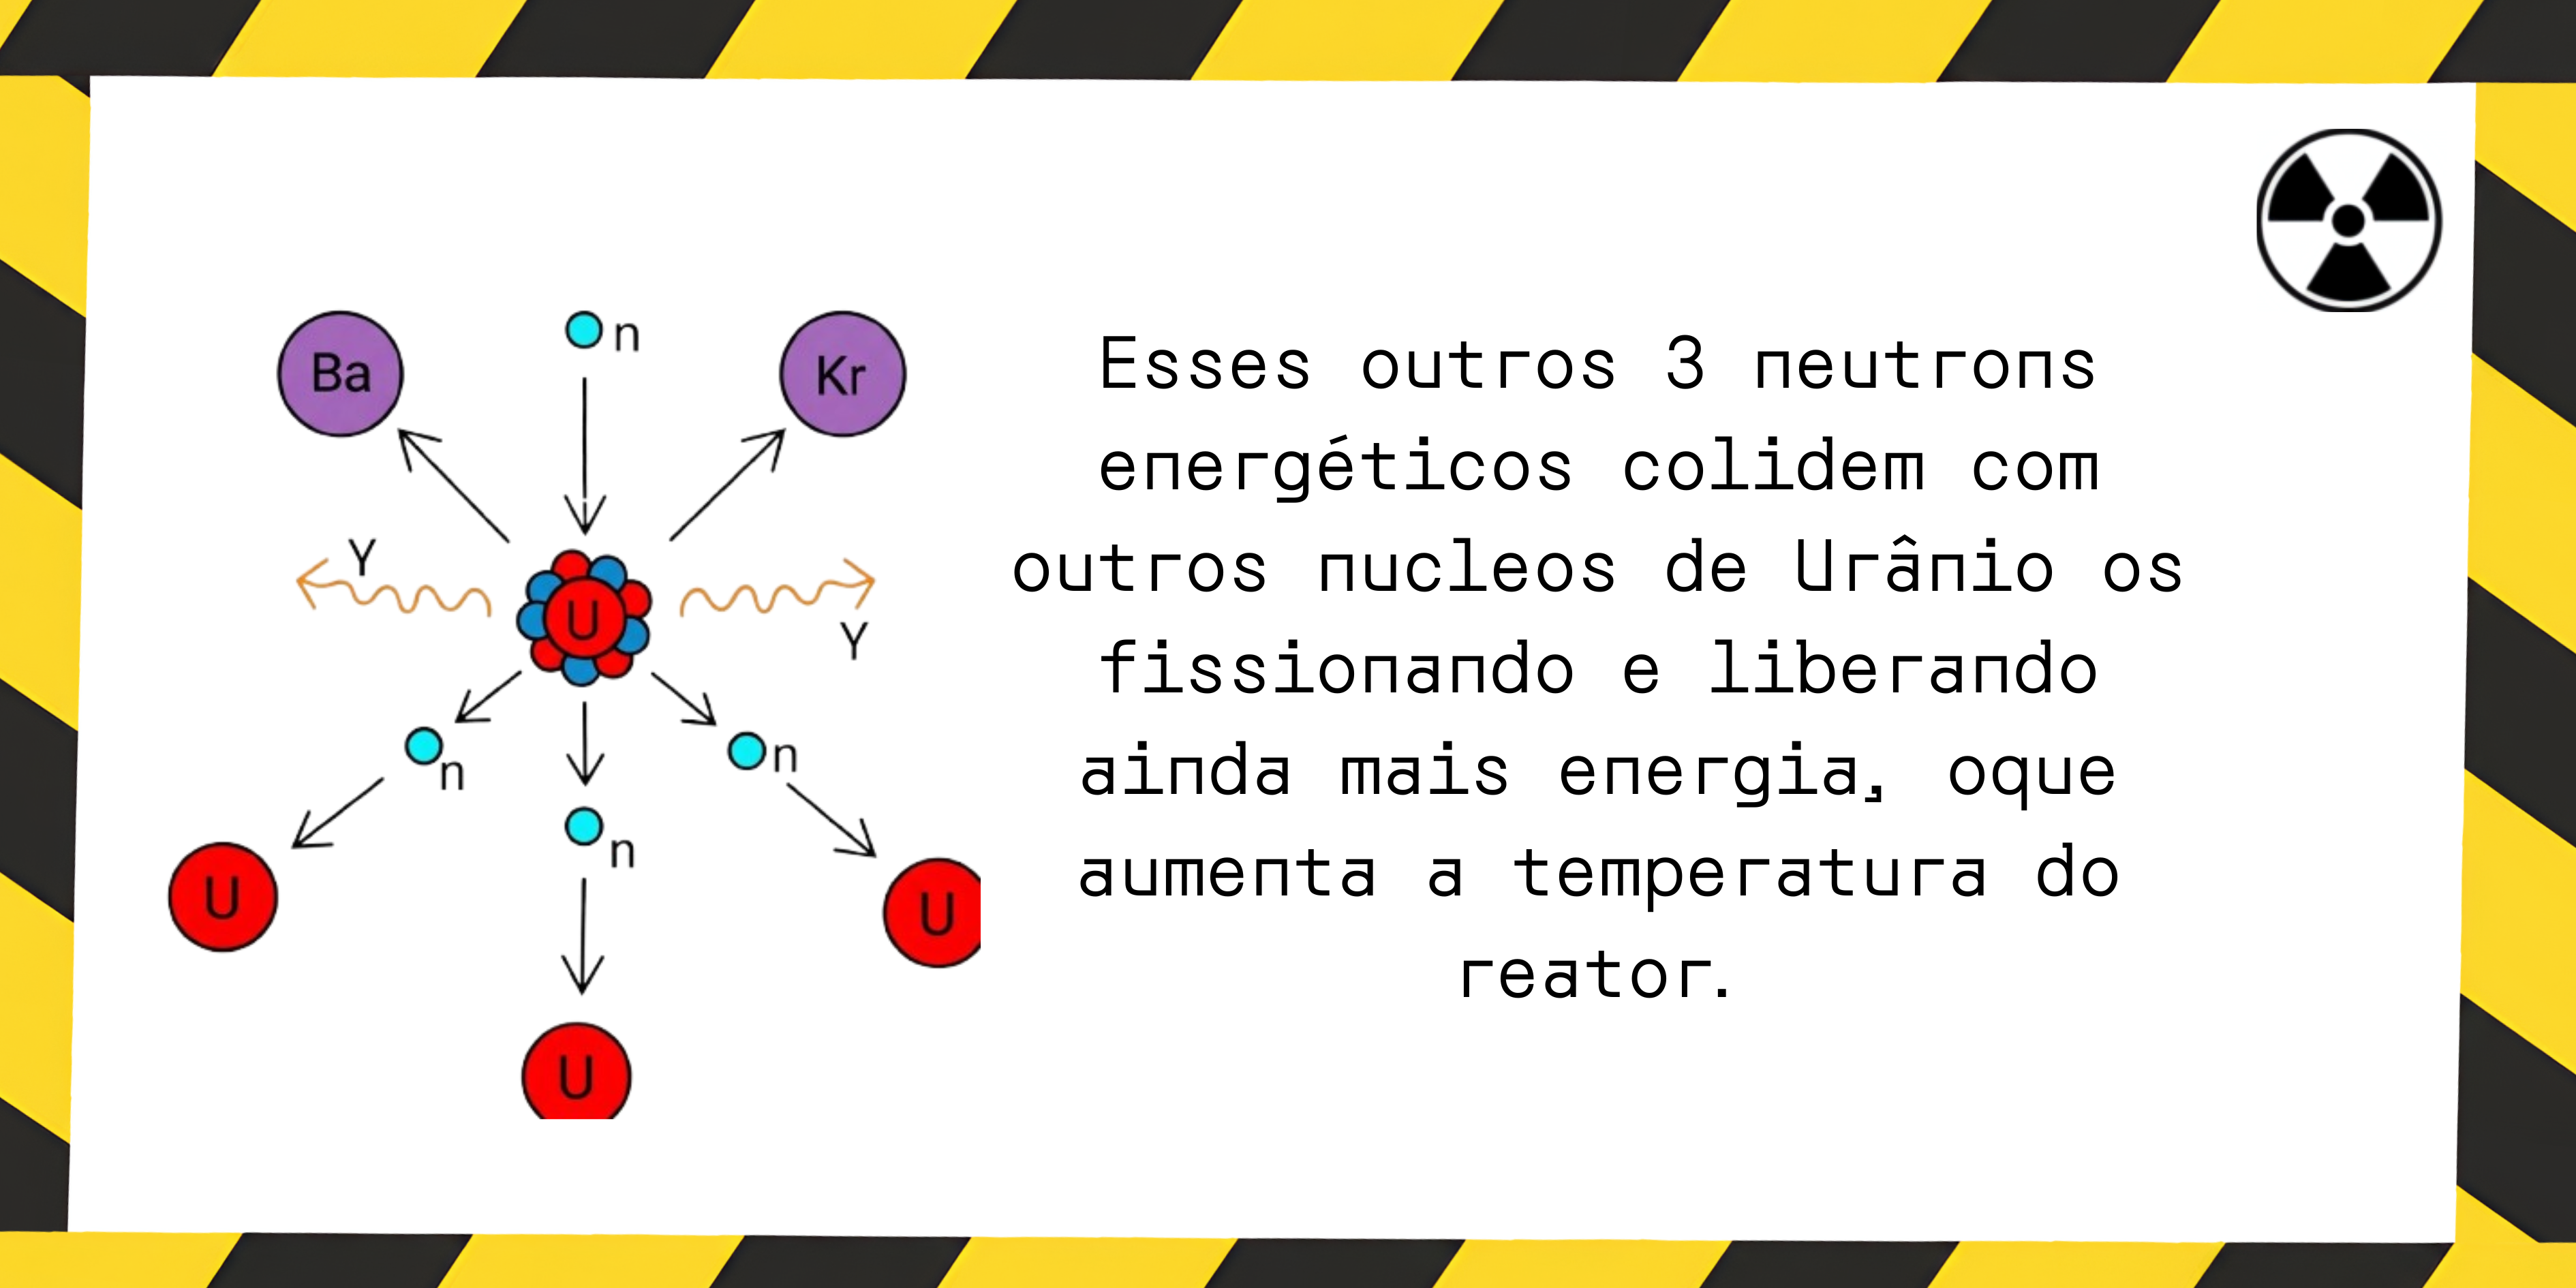 n
Ba
Kr
Y
U
Y
n
n
n
U
U
U
Esses outros 3 neutrons
energéticos colidem com
outros nucleos de Urânio os
fissionando e liberando
ainda mais energia, oque
aumenta a temperatura do
reator.